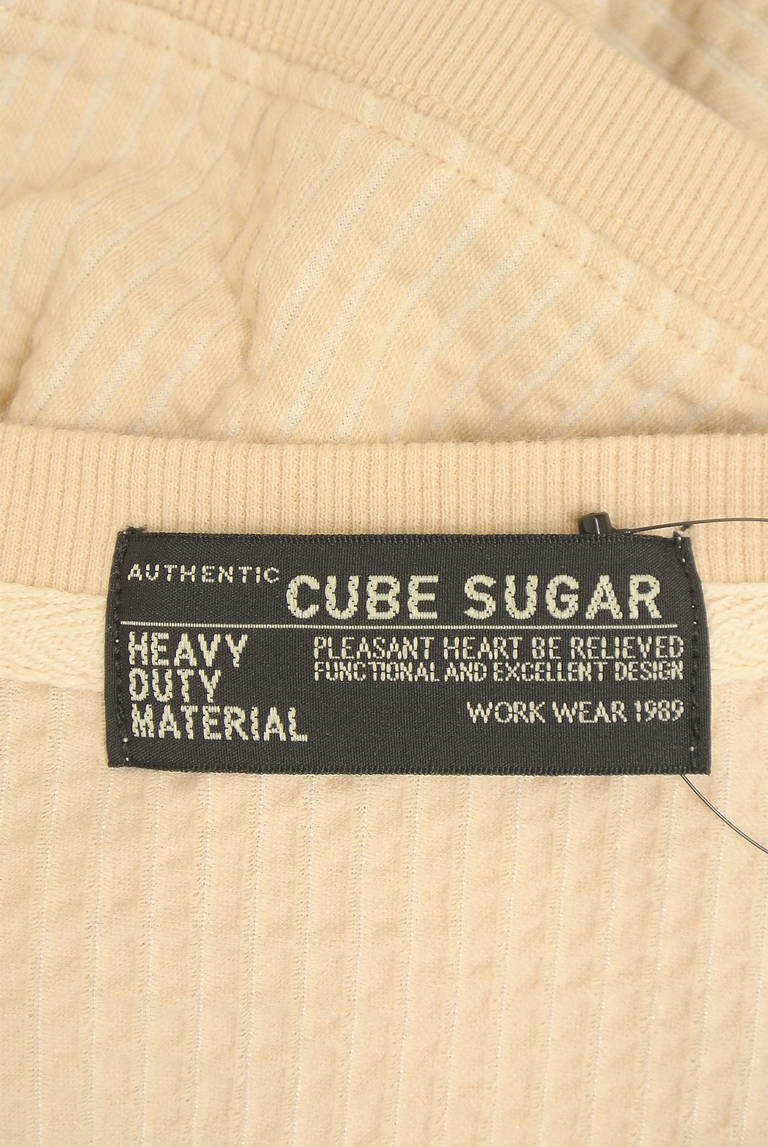 AUTHENTIC CUBE SUGAR
HEAVY
DUTY
MATERIAL
PLEASANT HEART BE RELIEVED
FUNCTIONAL AND EXCELLENT DESIGN
WORK WEAR 1989